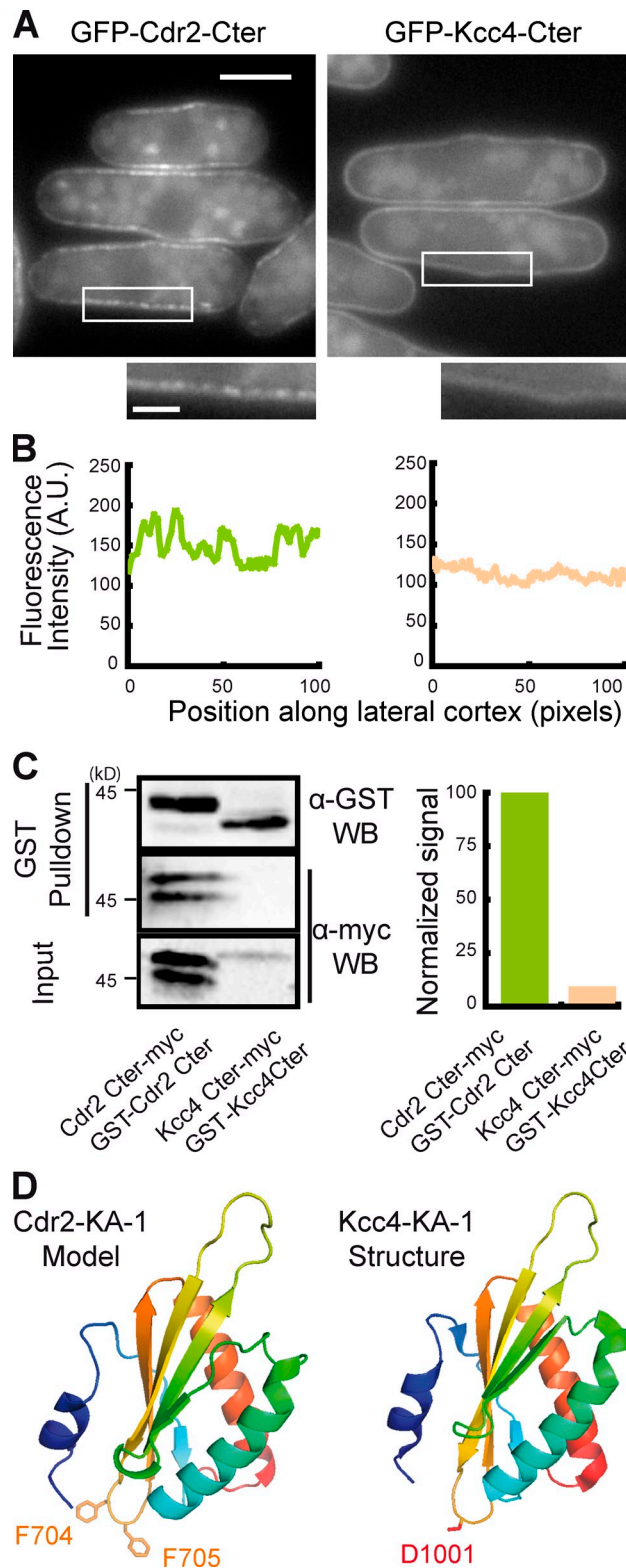 A
GFP-Cdr2-Cter
GFP-Kcc4-Cter
B
Fluorescence
Intensity (A.U.)
250
200
150
100
50
0
0
50
100
250
200
150
100
50
0
0
50
100
Position along lateral cortex (pixels)
C
(kD)
45
45
45
GST
Pulldown
Input
α-GST
WB
α-myc
WB
Cdr2 Cter-myc
GST-Cdr2 Cter
Kcc4 Cter-myc
GST-Kcc4Cter
Normalized signal
100
75
50
25
0
Cdr2 Cter-myc
GST-Cdr2 Cter
Kcc4 Cter-myc
GST-Kcc4Cter
D
Cdr2-KA-1
Model
Kcc4-KA-1
Structure
F704
F705
D1001